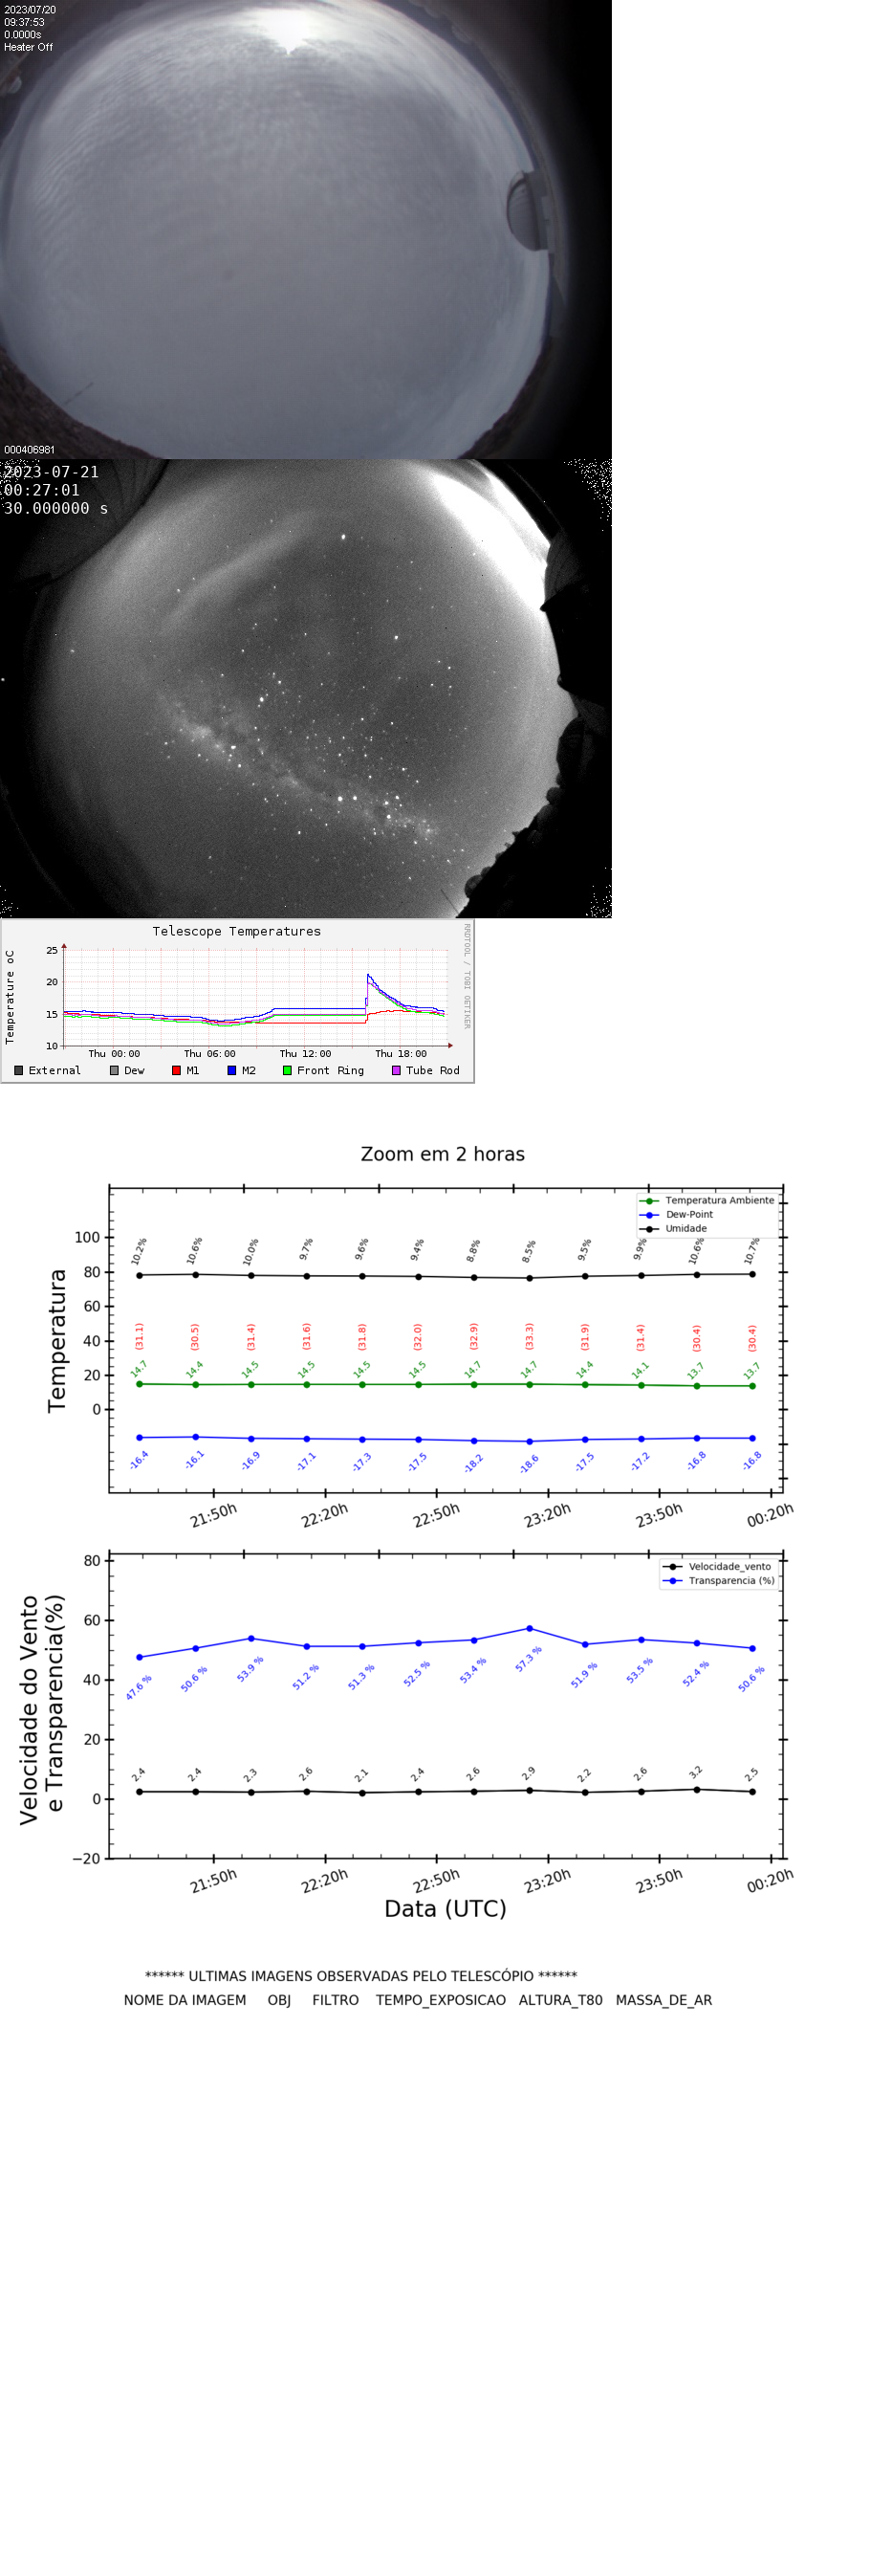 2023/07/20
09:37:53
0.0000s
Heater Off
000406981
2023-07-21
00:27:01
30.000000 s
Telescope Temperatures
RRDTOOL / TOBI OETIKER
Temperature oC
25
20
15
10
Thu 00:00 Thu 06:00 Thu 12:00 Thu 18:00
External Dew M1 M2 Front Ring Tube Rod
Zoom em 2 horas
Temperatura Ambiente
Dew-Point
Umidade
Temperatura
100
80
60
40
20
0
10.2% 10.6% 10.0% 9.7% 9.6% 9.4% 8.8% 8.5% 9.5% 9.9% 10.6% 10.7%
(31.1) (30.5) (31.4) (31.6) (31.8) (32.0) (32.9) (33.3) (31.9) (31.4) (30.4) (30.4)
14.7 14.4 14.5 14.5 14.5 14.5 14.7 14.7 14.4 14.1 13.7 13.7
-16.4 -16.1 -16.9 -17.1 -17.3 -17.5 -18.2 -18.6 -17.5 -17.2 -16.8 -16.8
21:50h 22:20h 22:50h 23:20h 23:50h 00:20h
Velocidade_vento
Transparencia (%)
Velocidade do Vento
e Transparencia(%)
80
60
40
20
0
−20
47.6 % 50.6 % 53.9 % 51.2 % 51.3 % 52.5 % 53.4 % 57.3 % 51.9 % 53.5 % 52.4 % 50.6 %
2.4 2.4 2.3 2.6 2.1 2.4 2.6 2.9 2.2 2.6 3.2 2.5
21:50h 22:20h 22:50h 23:20h 23:50h 00:20h
Data (UTC)
****** ULTIMAS IMAGENS OBSERVADAS PELO TELESCÓPIO ******
NOME DA IMAGEM OBJ FILTRO TEMPO_EXPOSICAO ALTURA_T80 MASSA_DE_AR